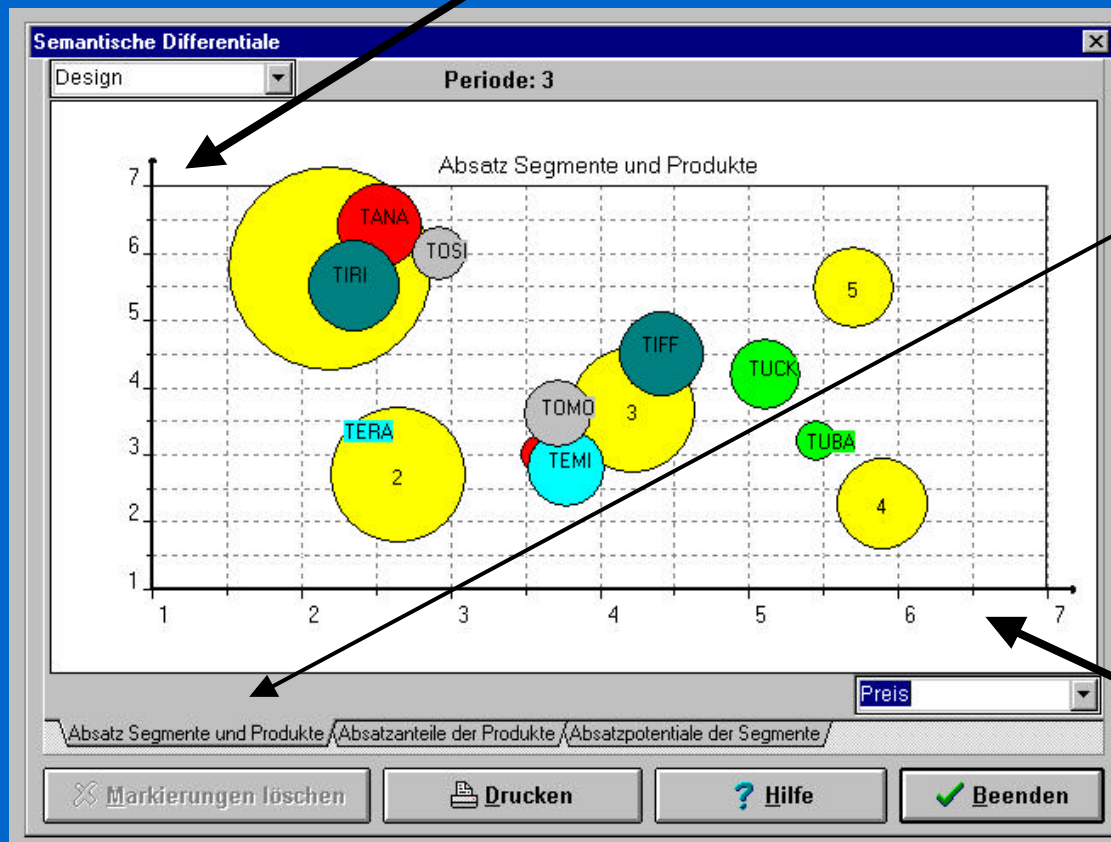 Semantische Differentiale
Design
Periode: 3
Absatz Segmente und Produkte
7
TANA
6
TOSI
TIRI
5
5
TIFF
TUCK
4
TOMO
3
TERA
3
TEMI
TUBA
2
4
2
1
1 2 3 4 5 6 7
Preis
Absatz Segmente und Produkte Absatzanteile der Produkte Absatzpotentiale der Segmente
Markierungen löschen Drucken ? Hilfe Beenden